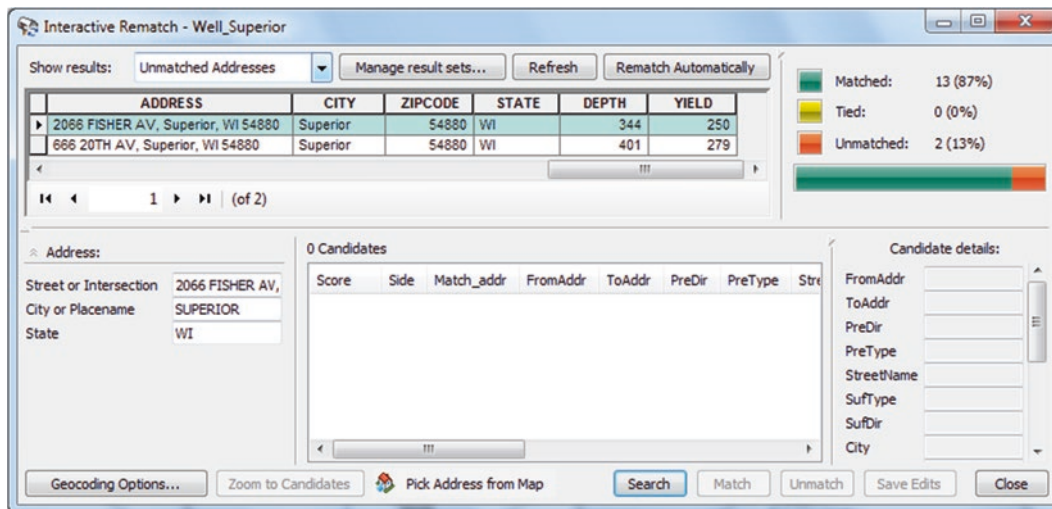 Interactive Rematch - Well_Superior
Show results: Unmatched Addresses Manage result sets... Refresh Rematch Automatically
ADDRESS CITY ZIPCODE STATE DEPTH YIELD
2066 FISHER AV, Superior, WI 54880 Superior 54880 WI 344 250
666 20TH AV, Superior, WI 54880 Superior 54880 WI 401 279
1 (of 2)
Matched: 13 (87%)
Tied: 0 (0%)
Unmatched: 2 (13%)
Address:
Street or Intersection 2066 FISHER AV,
City or Placename SUPERIOR
State WI
0 Candidates
Score Side Match_addr FromAddr ToAddr PreDir PreType Stre
Candidate details:
FromAddr
ToAddr
PreDir
PreType
StreetName
SufType
SufDir
City
Geocoding Options... Zoom to Candidates Pick Address from Map Search Match Unmatch Save Edits Close